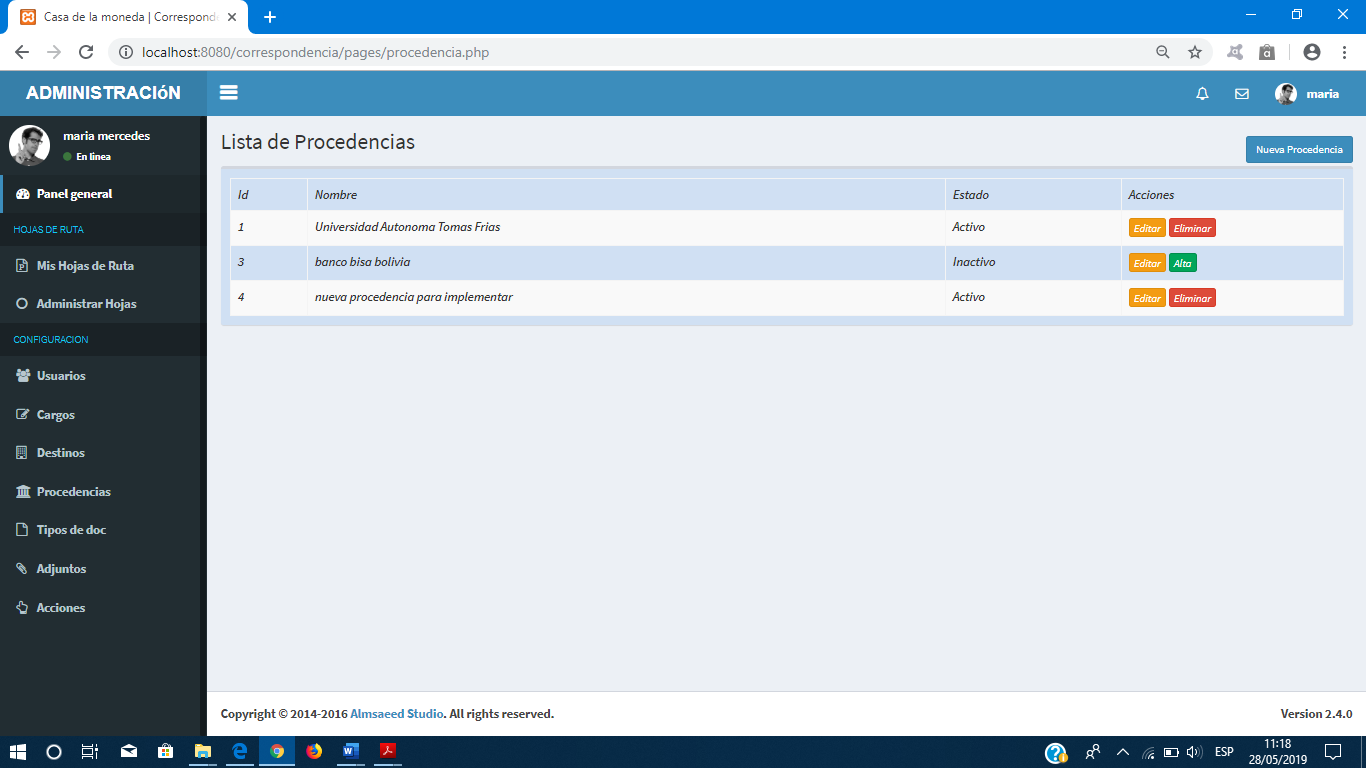 Casa de la moneda | Correspond
localhost:8080/correspondencia/pages/procedencia.php
ADMINISTRACIóN
maria
maria mercedes
En linea
Panel general
HOJAS DE RUTA
Mis Hojas de Ruta
Administrar Hojas
CONFIGURACION
Usuarios
Cargos
Destinos
Procedencias
Tipos de doc
Adjuntos
Acciones
Lista de Procedencias
Nueva Procedencia
Id Nombre Estado Acciones
1 Universidad Autonoma Tomas Frias Activo Editar Eliminar
3 banco bisa bolivia Inactivo Editar Alta
4 nueva procedencia para implementar Activo Editar Eliminar
Copyright © 2014-2016 Almsaeed Studio. All rights reserved.
Version 2.4.0
ESP
11:18
28/05/2019